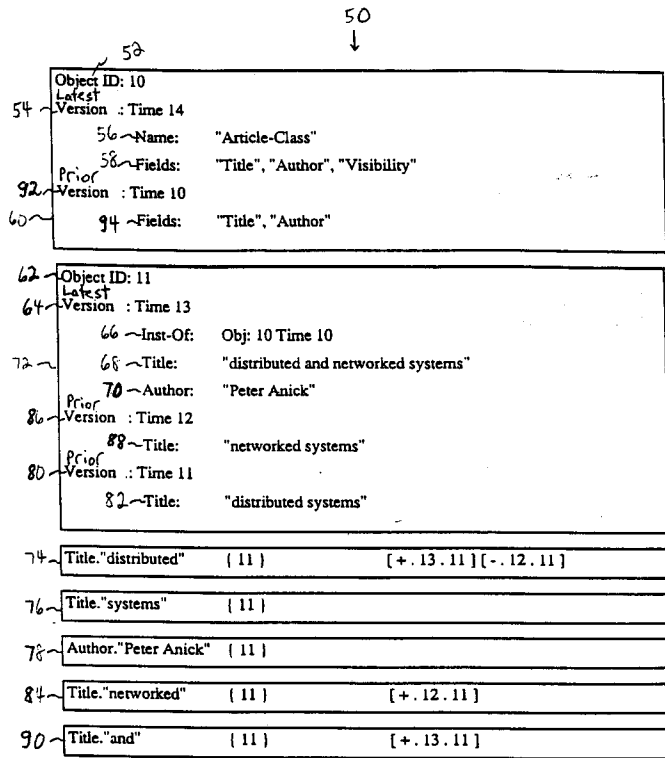 50
52
Object ID: 10
Latest
54 Version : Time 14
56 Name: "Article-Class"
58 Fields: "Title", "Author", "Visibility"
Prior
92 Version : Time 10
60 94 Fields: "Title", "Author"
62 Object ID: 11
Latest
64 Version : Time 13
66 Inst-Of: Obj: 10 Time 10
72 68 Title: "distributed and networked systems"
70 Author: "Peter Anick"
Prior
86 Version : Time 12
88 Title: "networked systems"
Prior
80 Version .: Time 11
82 Title: "distributed systems"
74 Title."distributed" { 11 } [ + . 13 . 11 ] [ - . 12 . 11 ]
76 Title."systems" { 11 }
78 Author."Peter Anick" { 11 }
84 Title."networked" { 11 } [ + . 12 . 11 ]
90 Title."and" { 11 } [ + . 13 . 11 ]